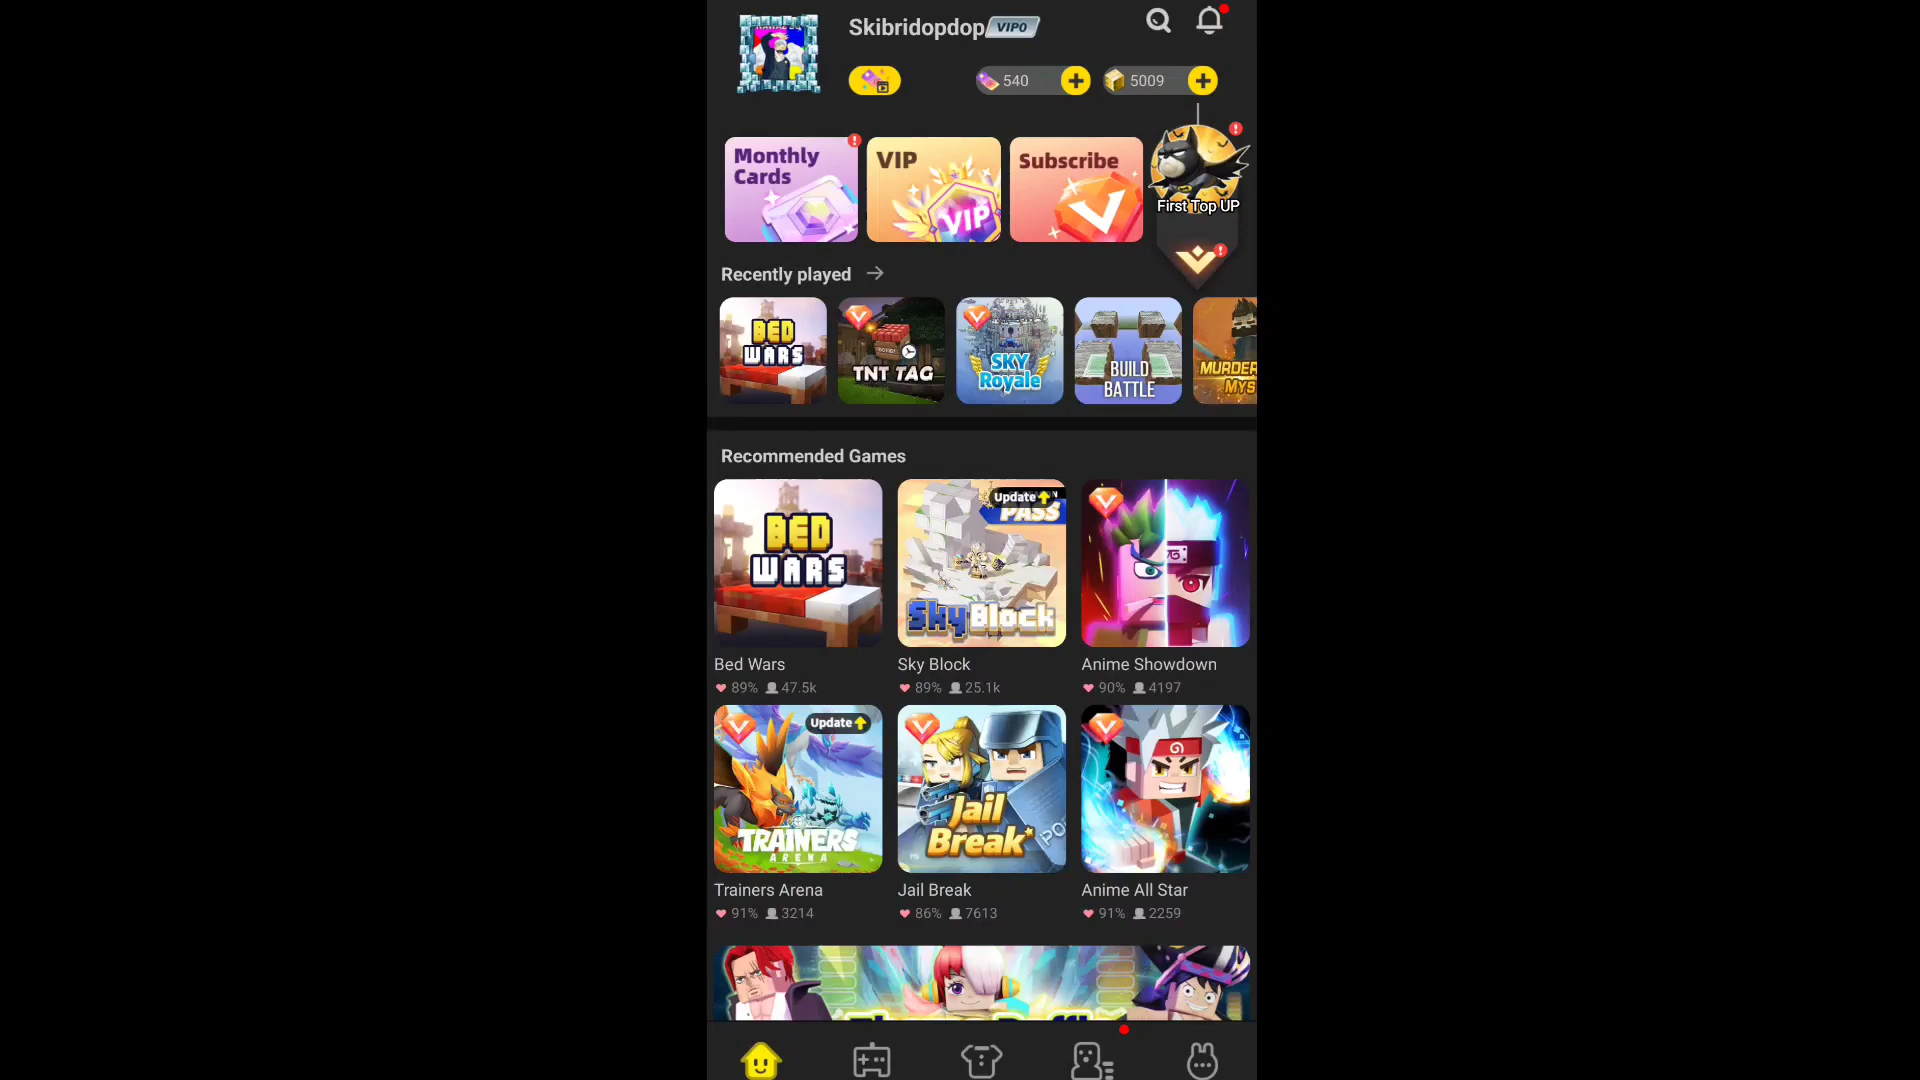 Skibridopdop VIP0
540
5009
Monthly
Cards
VIP
VIP
Subscribe
First Top UP
Recently played
BED
WARS
TNT TAG
SKY
Royale
BUILD
BATTLE
MURDER
MYS
Recommended Games
BED
WARS
Update
PASS
Sky Block
Bed Wars
Sky Block
Anime Showdown
89% 47.5k
89% 25.1k
90% 4197
Update
TRAINERS
ARENA
Jail
Break
Trainers Arena
Jail Break
Anime All Star
91% 3214
86% 7613
91% 2259